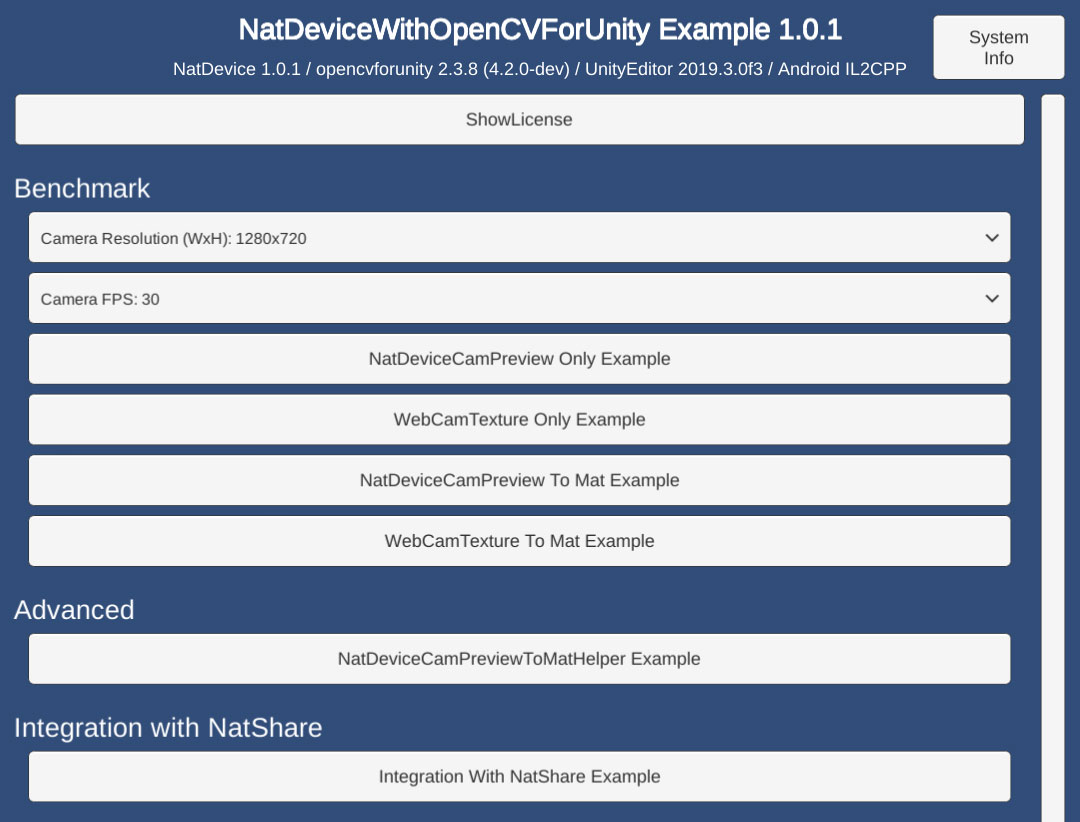 NatDeviceWithOpenCVForUnity Example 1.0.1
NatDevice 1.0.1 / opencvforunity 2.3.8 (4.2.0-dev) / UnityEditor 2019.3.0f3 / Android IL2CPP
System
Info
ShowLicense
Benchmark
Camera Resolution (WxH): 1280x720
Camera FPS: 30
NatDeviceCamPreview Only Example
WebCamTexture Only Example
NatDeviceCamPreview To Mat Example
WebCamTexture To Mat Example
Advanced
NatDeviceCamPreviewToMatHelper Example
Integration with NatShare
Integration With NatShare Example